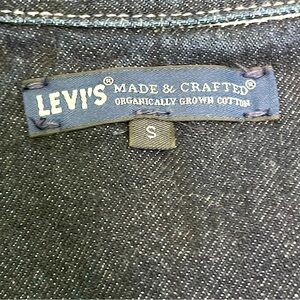 LEVI'S® MADE & CRAFTED®
ORGANICALLY GROWN COTTON
S